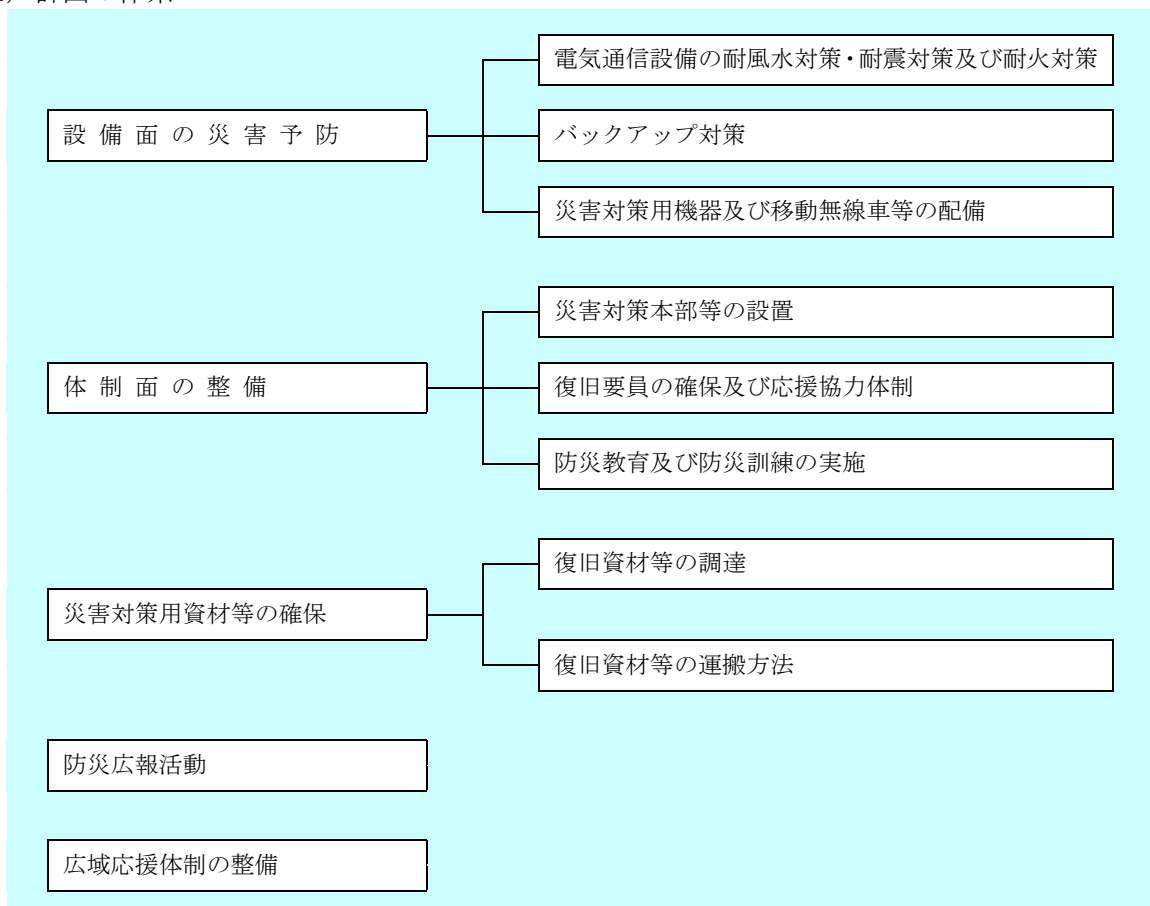 電気通信設備の耐風水対策・耐震対策及び耐火対策
設備面の災害予防
バックアップ対策
災害対策用機器及び移動無線車等の配備
災害対策本部等の設置
体制面の整備
復旧要員の確保及び応援協力体制
防災教育及び防災訓練の実施
復旧資材等の調達
災害対策用資材等の確保
復旧資材等の運搬方法
防災広報活動
広域応援体制の整備